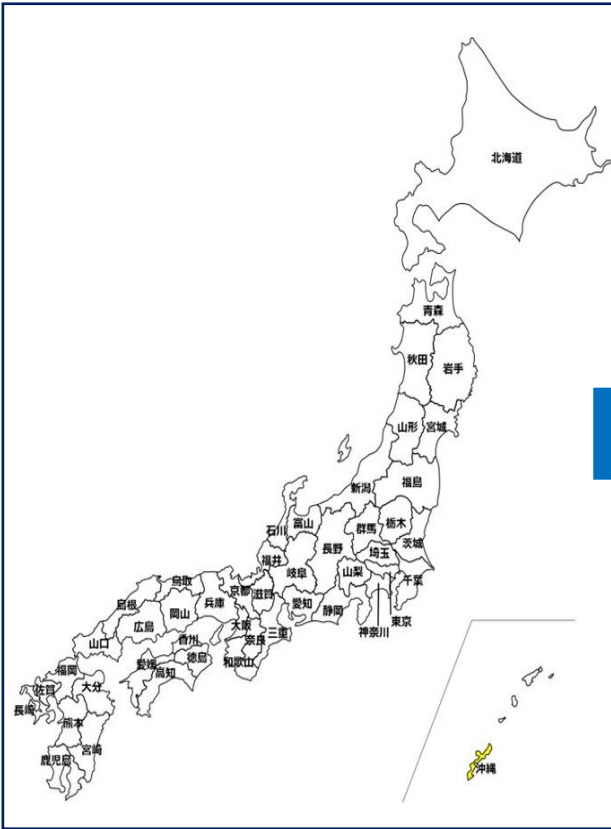 北海道
青森
秋田
岩手
山形
宮城
新潟
福島
石川
富山
群馬
栃木
茨城
福井
岐阜
長野
埼玉
山梨
千葉
鳥取
京都
滋賀
愛知
静岡
東京
神奈川
島根
岡山
兵庫
広島
大阪
奈良
三重
山口
香川
徳島
和歌山
愛媛
高知
福岡
佐賀
大分
長崎
熊本
宮崎
鹿児島
沖縄